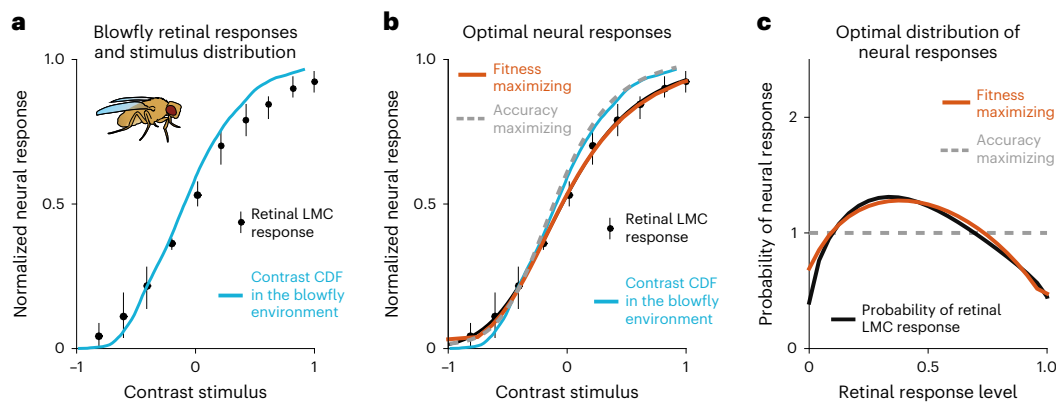 a
Blowfly retinal responses
and stimulus distribution
Normalized neural response
1.0
0.5
0
−1
0
1
Contrast stimulus
Retinal LMC
response
Contrast CDF
in the blowfly
environment
b
Optimal neural responses
Normalized neural response
1.0
0.5
0
−1
0
1
Contrast stimulus
Fitness
maximizing
Accuracy
maximizing
Retinal LMC
response
Contrast CDF
in the blowfly
environment
c
Optimal distribution of
neural responses
Probability of neural response
2
1
0
0
0.5
1.0
Retinal response level
Fitness
maximizing
Accuracy
maximizing
Probability of retinal
LMC response